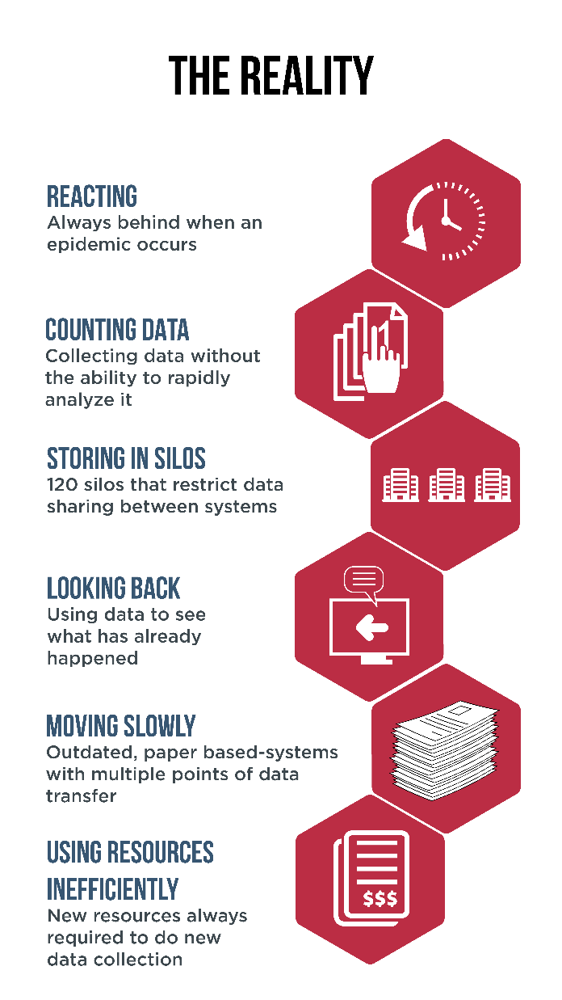 THE REALITY
REACTING
Always behind when an
epidemic occurs
COUNTING DATA
Collecting data without
the ability to rapidly
analyze it
1
STORING IN SILOS
120 silos that restrict data
sharing between systems
LOOKING BACK
Using data to see
what has already
happened
MOVING SLOWLY
Outdated, paper based-systems
with multiple points of data
transfer
USING RESOURCES
INEFFICIENTLY
New resources always
required to do new
data collection
$$$